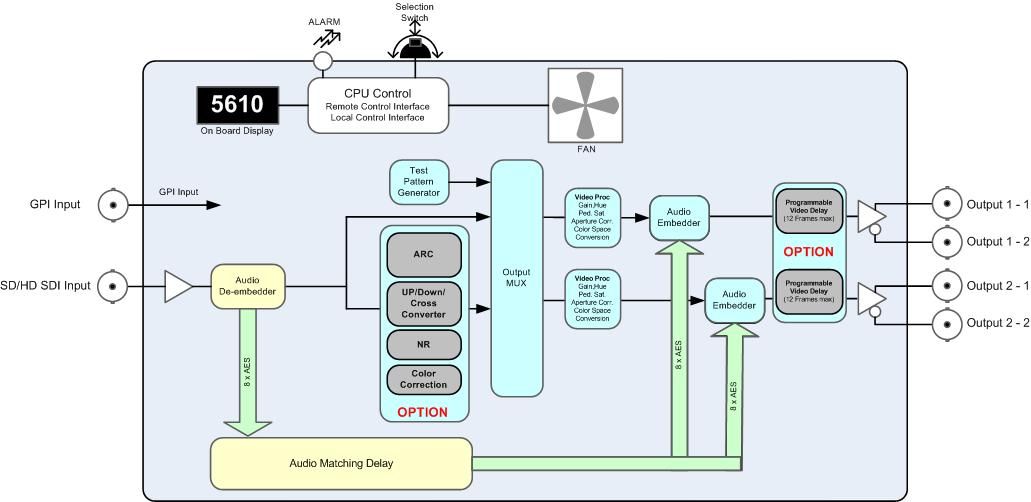 Selection
Switch
ALARM
CPU Control
Remote Control Interface
Local Control Interface
5610
On Board Display
FAN
GPI Input
GPI Input
Test
Pattern
Generator
Video Proc
Gain,Hue
Ped. Sat.
Aperture Corr.
Color Space
Conversion
Audio
Embedder
Programmable
Video Delay
(12 Frames max)
Output 1 - 1
Output 1 - 2
OPTION
SD/HD SDI Input
Audio
De-embedder
ARC
UP/Down/
Cross
Converter
NR
Color
Correction
OPTION
Output
MUX
Video Proc
Gain,Hue
Ped. Sat.
Aperture Corr.
Color Space
Conversion
Audio
Embedder
Programmable
Video Delay
(12 Frames max)
Output 2 - 1
Output 2 - 2
8 x AES
8 x AES
8 x AES
Audio Matching Delay